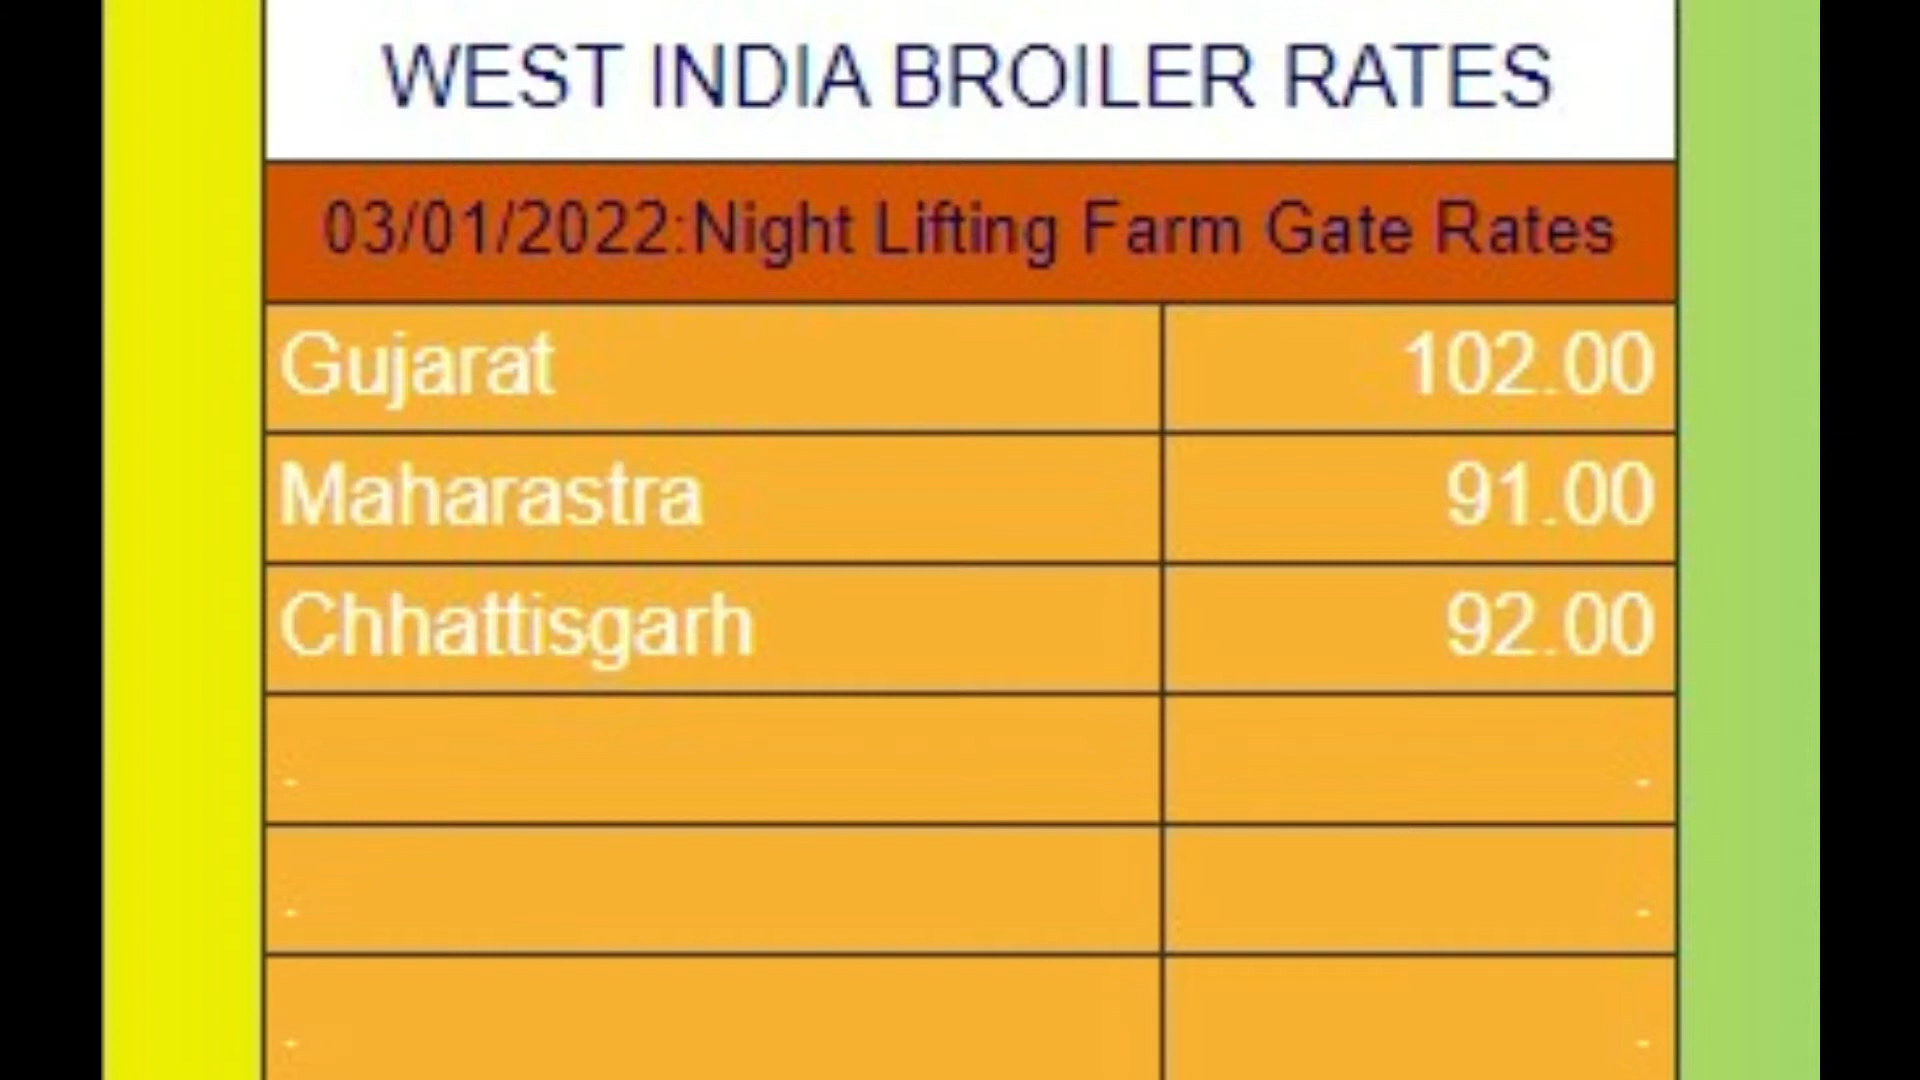 WEST INDIA BROILER RATES
03/01/2022:Night Lifting Farm Gate Rates
Gujarat 102.00
Maharastra 91.00
Chhattisgarh 92.00
. -
. -
. -